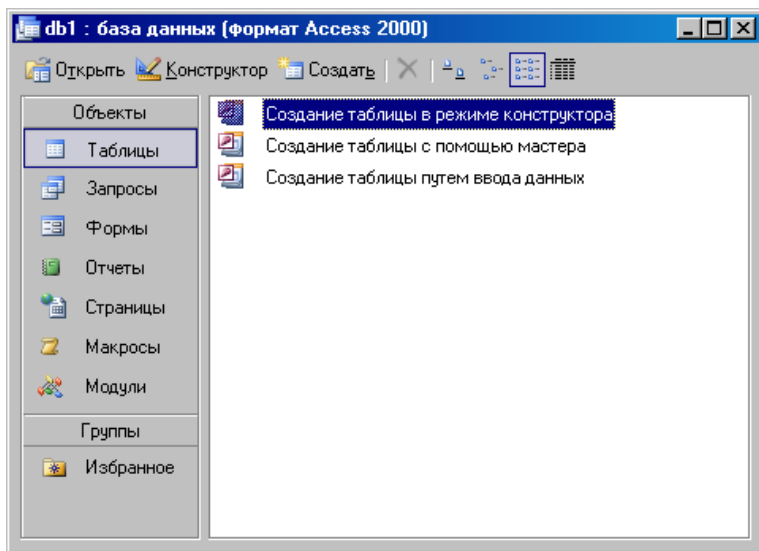 db1 : база данных (формат Access 2000)
Открыть Конструктор Создать
Объекты
Таблицы
Запросы
Формы
Отчеты
Страницы
Макросы
Модули
Группы
Избранное
Создание таблицы в режиме конструктора
Создание таблицы с помощью мастера
Создание таблицы путем ввода данных